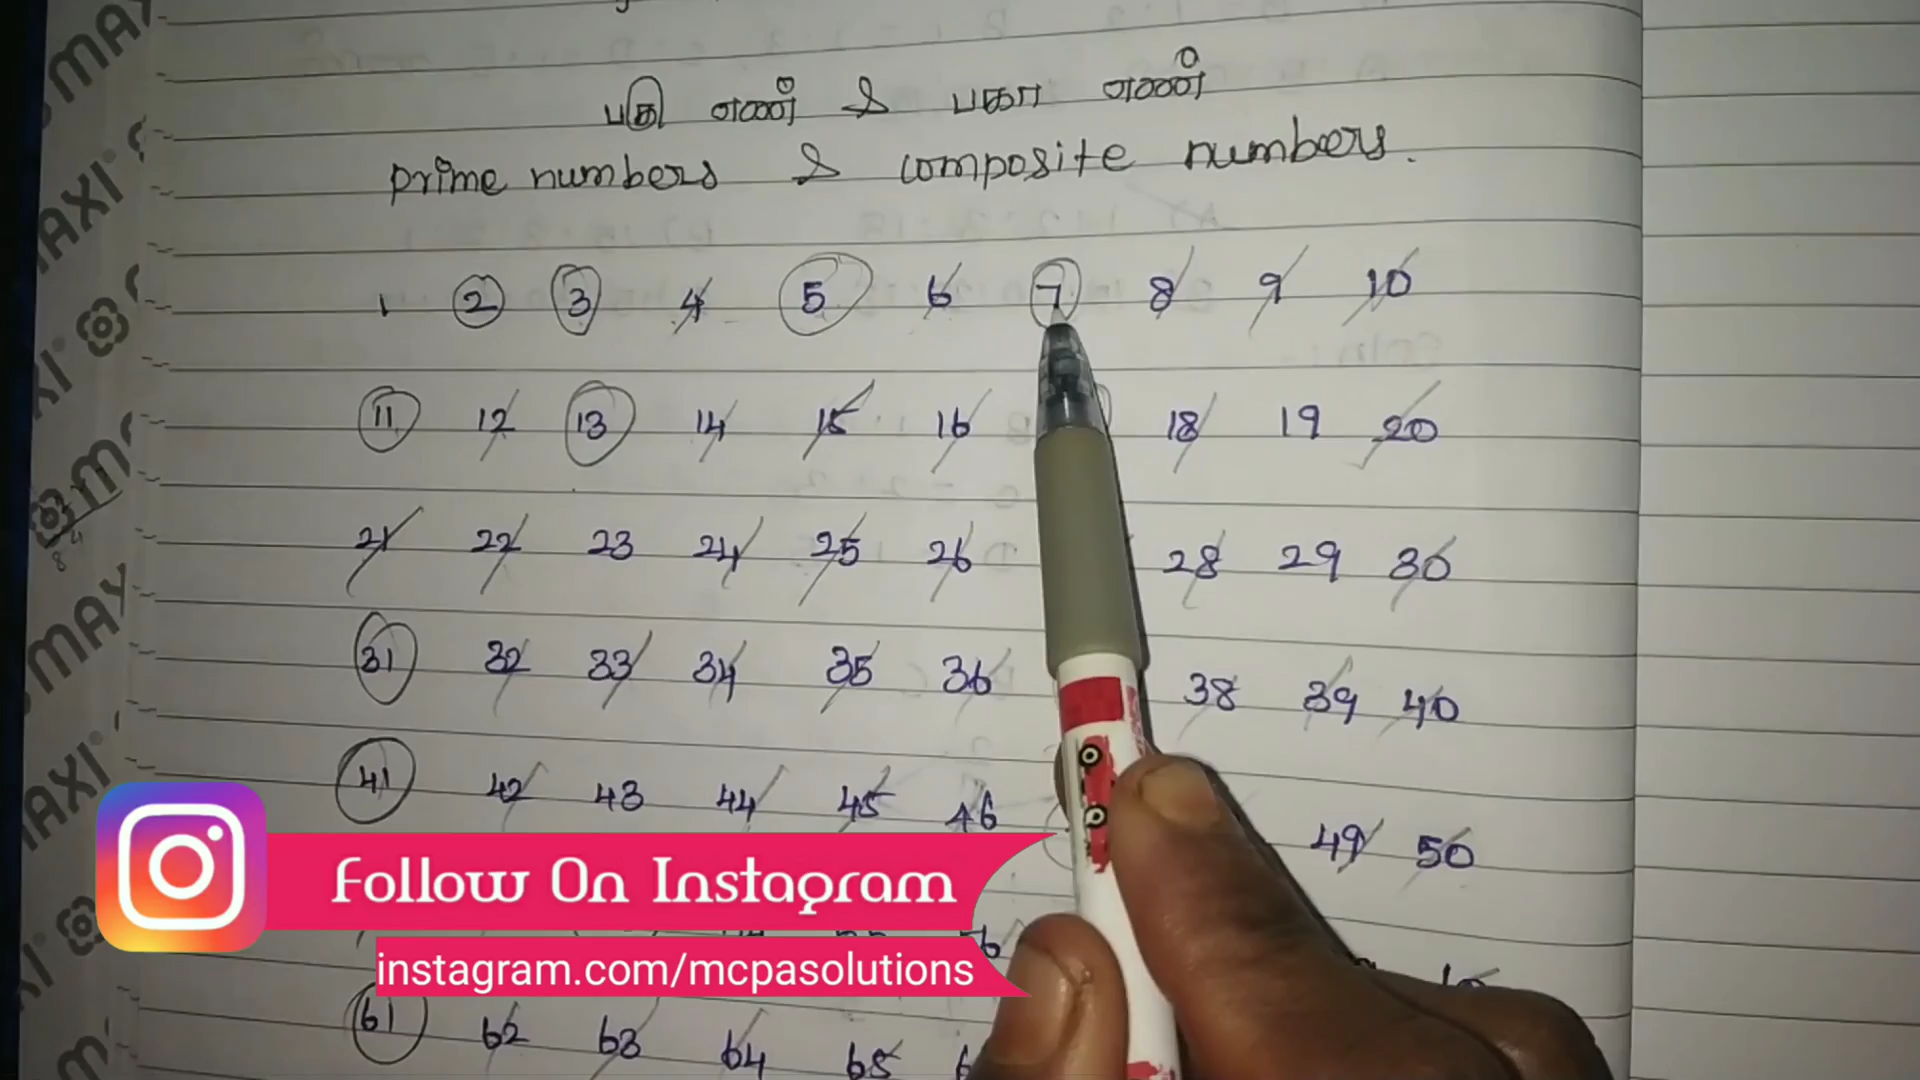 பகு எண் & பகா எண்
prime numbers & composite numbers.
1 2 3 4 5 6 7 8 9 10
11 12 13 14 15 16 18 19 20
21 22 23 24 25 26 28 29 30
31 32 33 34 35 36 38 39 40
41 42 43 44 45 46 49 50
Follow On Instagram
56
instagram.com/mcpasolutions
61 62 63 64 65
MAXI